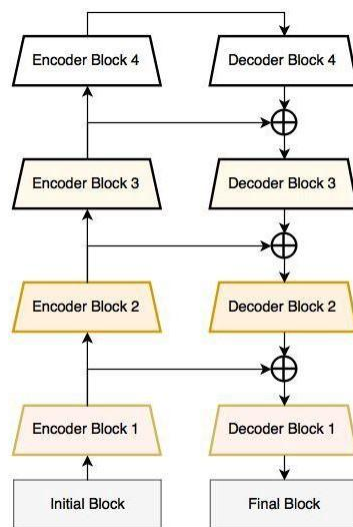 Encoder Block 4
Decoder Block 4
Encoder Block 3
Decoder Block 3
Encoder Block 2
Decoder Block 2
Encoder Block 1
Decoder Block 1
Initial Block
Final Block